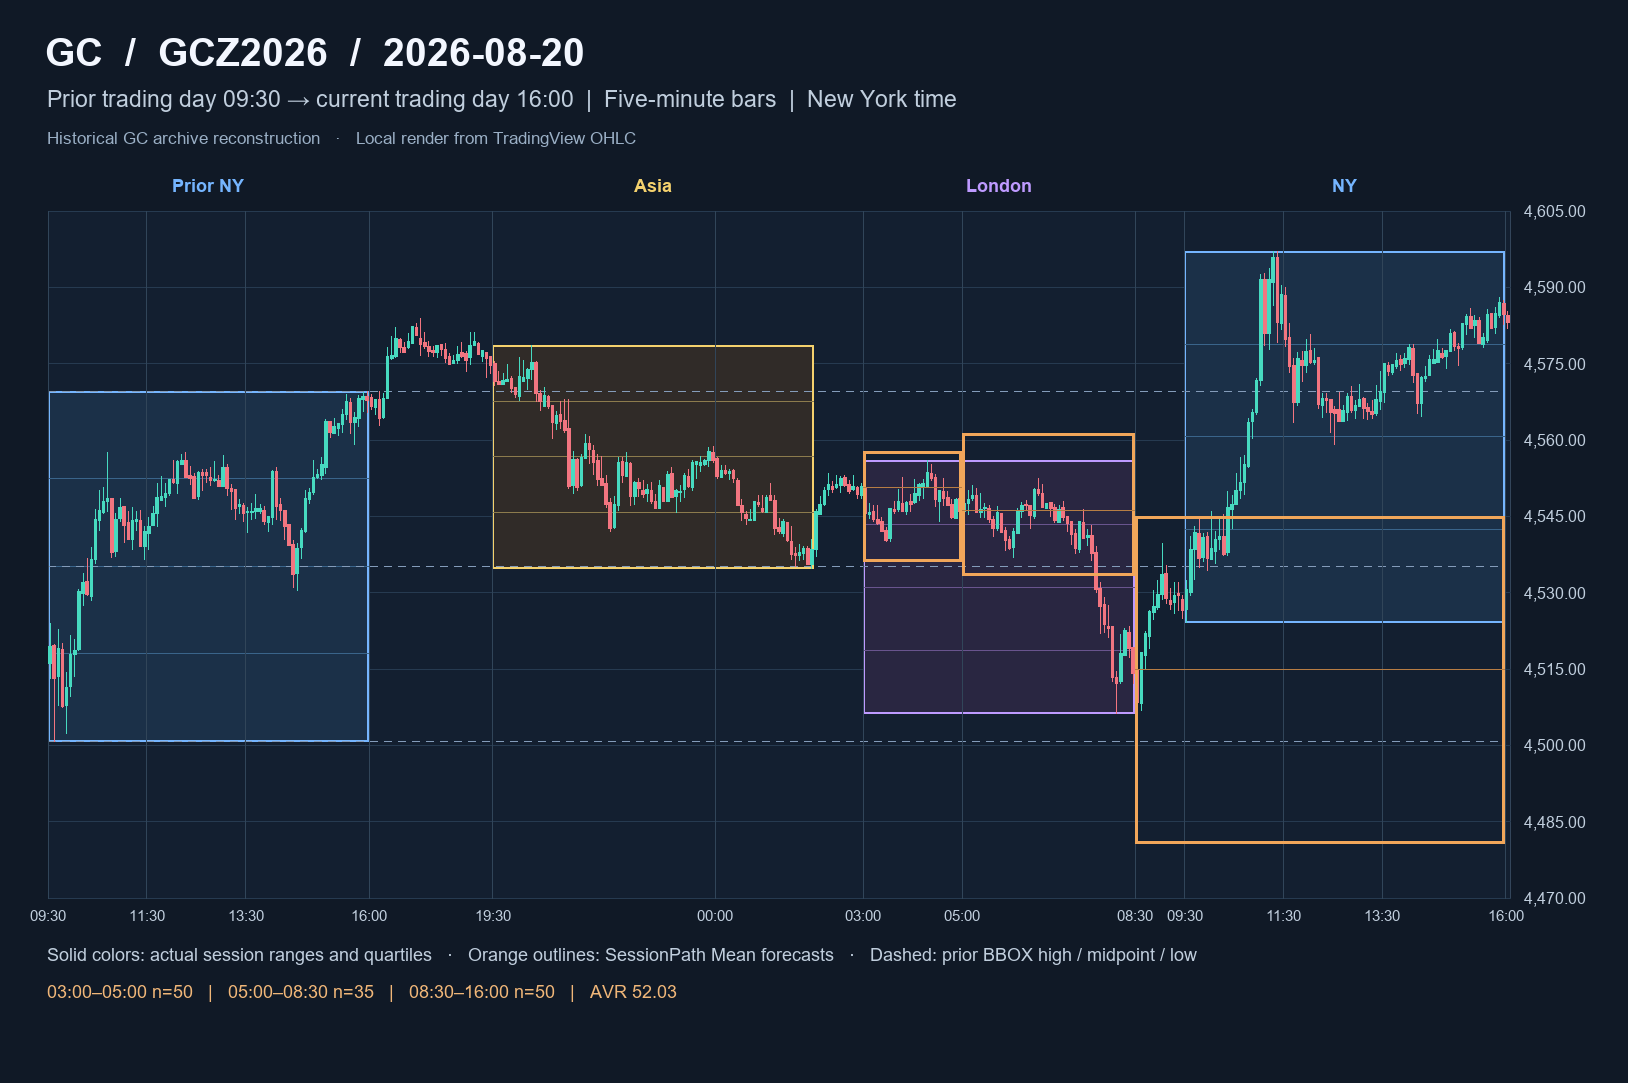 GC / GCZ2026 / 2026-08-20
Prior trading day 09:30 → current trading day 16:00 | Five-minute bars | New York time
Historical GC archive reconstruction · Local render from TradingView OHLC
Prior NY Asia London NY
4,605.00
4,590.00
4,575.00
4,560.00
4,545.00
4,530.00
4,515.00
4,500.00
4,485.00
4,470.00
09:30 11:30 13:30 16:00 19:30 00:00 03:00 05:00 08:30 09:30 11:30 13:30 16:00
Solid colors: actual session ranges and quartiles · Orange outlines: SessionPath Mean forecasts · Dashed: prior BBOX high / midpoint / low
03:00–05:00 n=50 | 05:00–08:30 n=35 | 08:30–16:00 n=50 | AVR 52.03